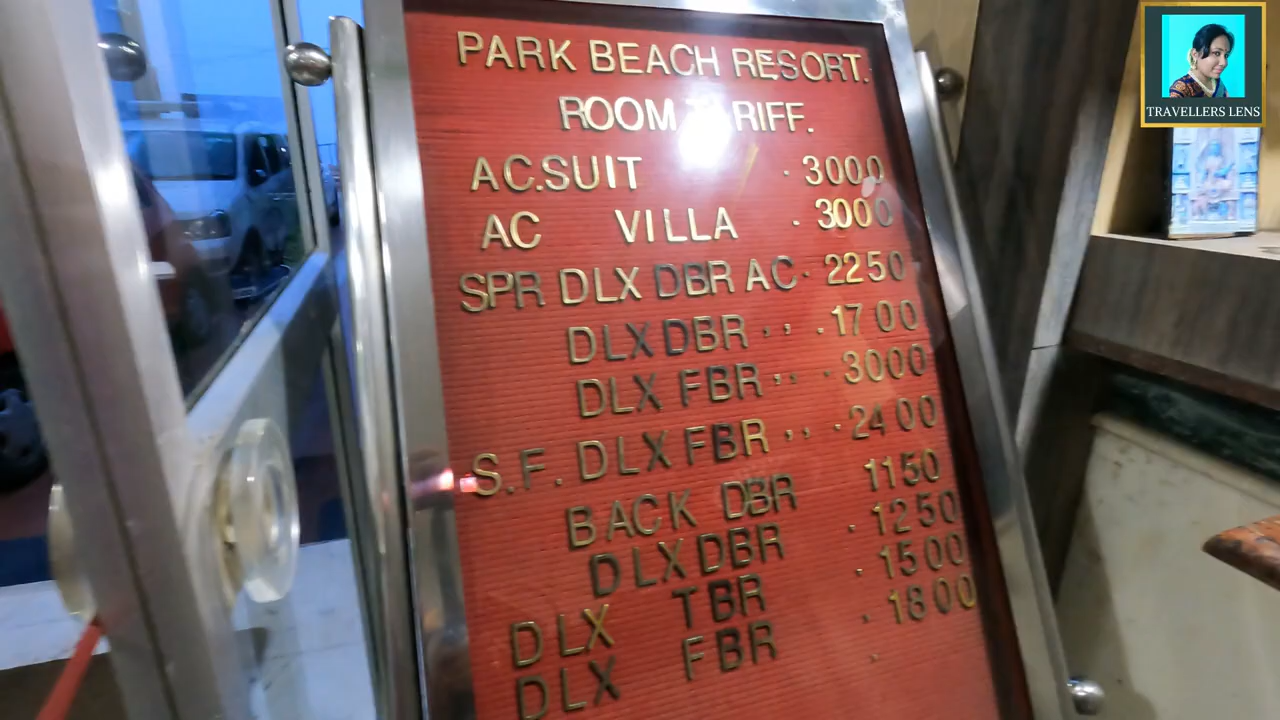 PARK BEACH RESORT.
ROOM TARIFF.
AC.SUIT . 3000
AC VILLA . 3000
SPR DLX DBR AC . 2250
DLX DBR ,, . 1700
DLX FBR ,, . 3000
S.F. DLX FBR ,, . 2400
BACK DBR 1150
DLX DBR . 1250
DLX TBR . 1500
DLX FBR . 1800
TRAVELLERS LENS